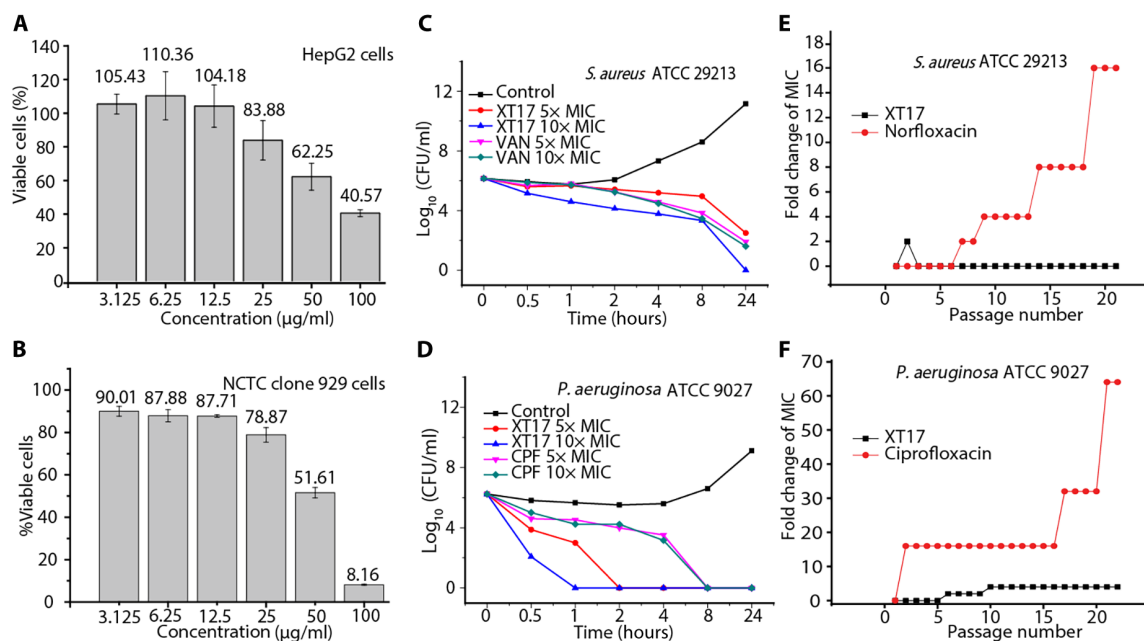 A
HepG2 cells
Viable cells (%)
140
120
100
80
60
40
20
0
105.43
110.36
104.18
83.88
62.25
40.57
3.125
6.25
12.5
25
50
100
Concentration (μg/ml)
B
NCTC clone 929 cells
%Viable cells
80
60
40
20
0
90.01
87.88
87.71
78.87
51.61
8.16
3.125
6.25
12.5
25
50
100
Concentration (μg/ml)
C
S. aureus ATCC 29213
Control
XT17 5× MIC
XT17 10× MIC
VAN 5× MIC
VAN 10× MIC
Log10 (CFU/ml)
12
6
0
0
0.5
1
2
4
8
24
Time (hours)
D
P. aeruginosa ATCC 9027
Control
XT17 5× MIC
XT17 10× MIC
CPF 5× MIC
CPF 10× MIC
Log10 (CFU/ml)
12
6
0
0
0.5
1
2
4
8
24
Time (hours)
E
S. aureus ATCC 29213
XT17
Norfloxacin
Fold change of MIC
18
16
14
12
10
8
6
4
2
0
0
5
10
15
20
Passage number
F
P. aeruginosa ATCC 9027
XT17
Ciprofloxacin
Fold change of MIC
70
60
50
40
30
20
10
0
0
5
10
15
20
Passage number